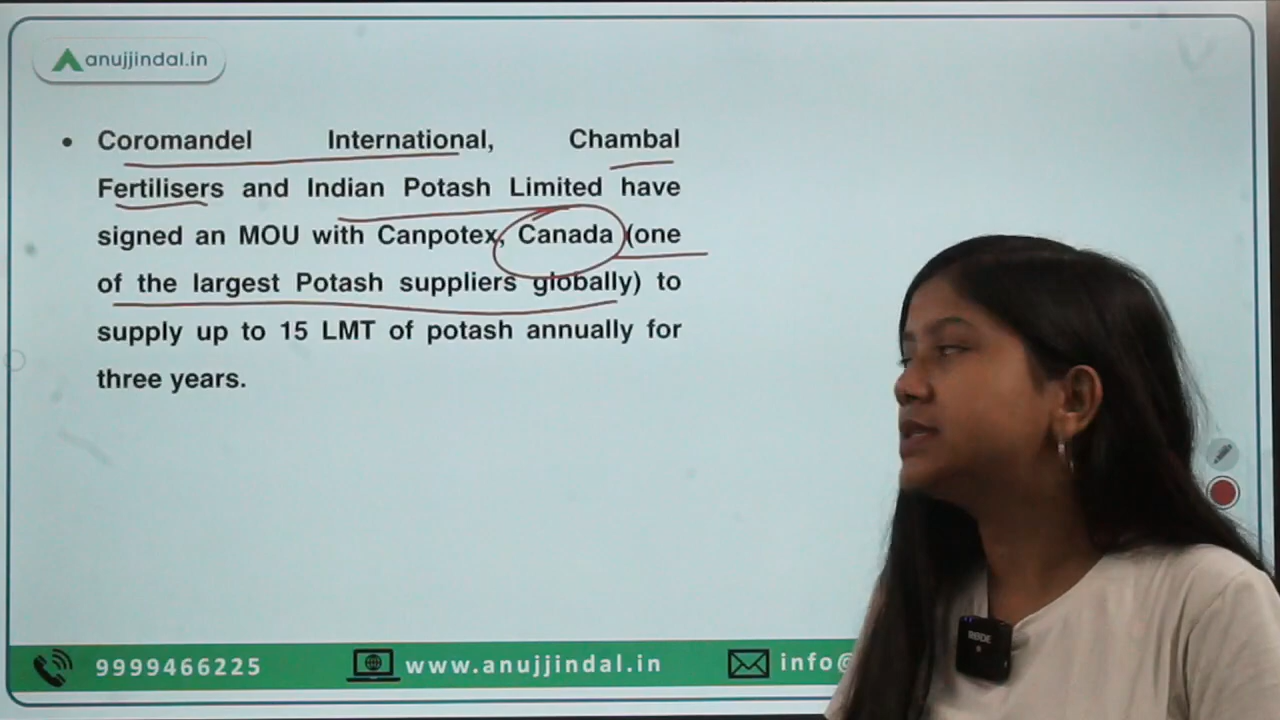 anujjindal.in
• Coromandel International, Chambal
Fertilisers and Indian Potash Limited have
signed an MOU with Canpotex, Canada (one
of the largest Potash suppliers globally) to
supply up to 15 LMT of potash annually for
three years.
9999466225 www.anujjindal.in info@
RODE